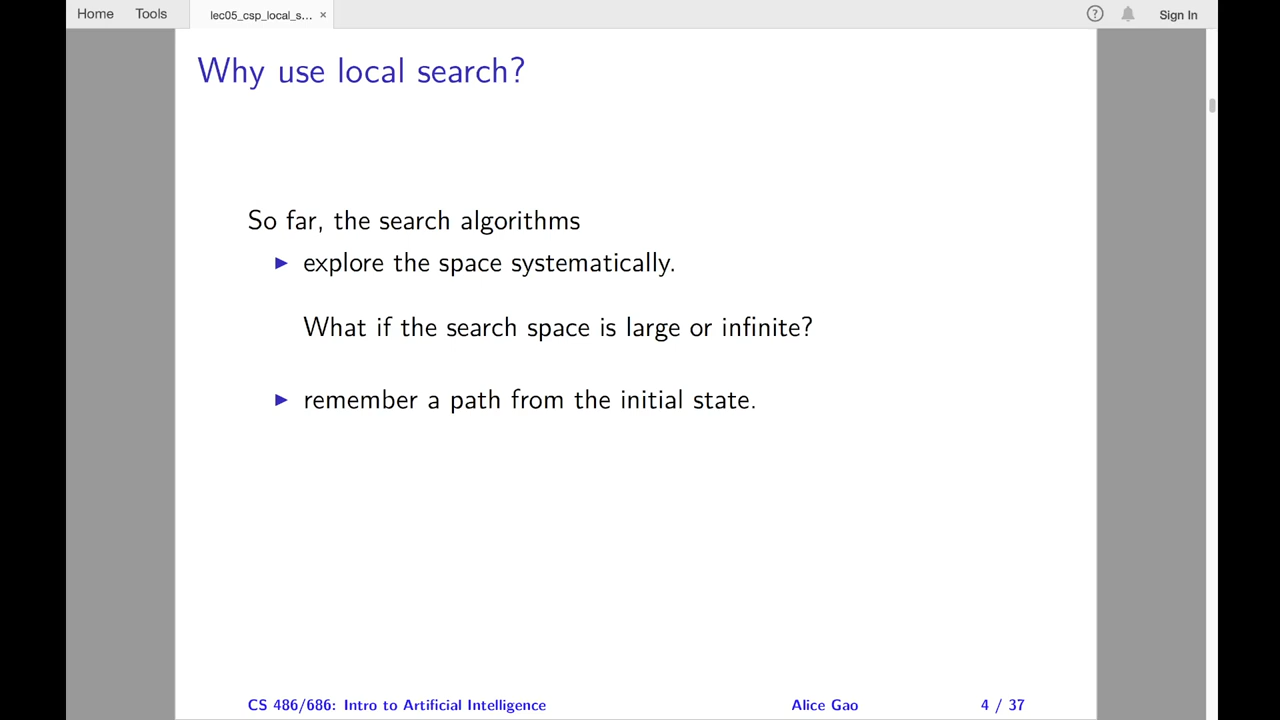 Home Tools lec05_csp_local_s... × ? Sign In
Why use local search?
So far, the search algorithms
▶ explore the space systematically.
What if the search space is large or infinite?
▶ remember a path from the initial state.
CS 486/686: Intro to Artificial Intelligence Alice Gao 4 / 37